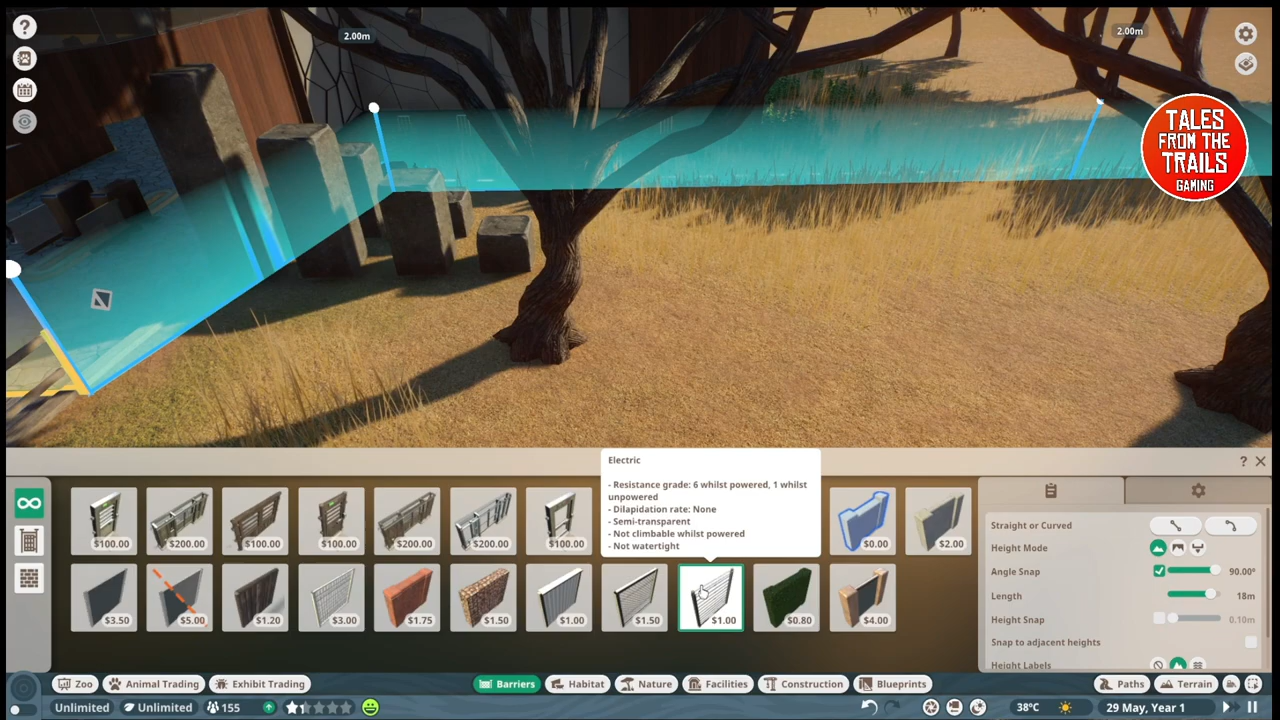 2.00m
2.00m
TALES
FROM THE
TRAILS
GAMING
Electric
- Resistance grade: 6 whilst powered, 1 whilst
unpowered
- Dilapidation rate: None
- Semi-transparent
- Not climbable whilst powered
- Not watertight
$100.00
$200.00
$100.00
$100.00
$200.00
$200.00
$100.00
$0.00
$2.00
$3.50
$5.00
$1.20
$3.00
$1.75
$1.50
$1.00
$1.50
$1.00
$0.80
$4.00
Straight or Curved
Height Mode
Angle Snap
90.00°
Length
18m
Height Snap
0.10m
Snap to adjacent heights
Height Labels
Zoo
Animal Trading
Exhibit Trading
Barriers
Habitat
Nature
Facilities
Construction
Blueprints
Paths
Terrain
Unlimited
Unlimited
155
38°C
29 May, Year 1